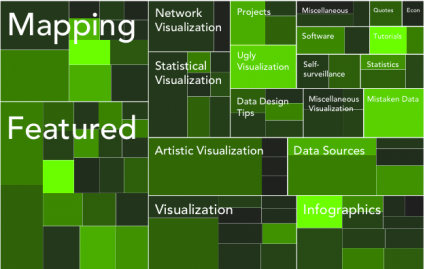 Mapping
Network
Visualization
Projects
Miscellaneous
Quotes
Econ
Software
Tutorials
Statistical
Visualization
Ugly
Visualization
Self-
surveillance
Statistics
Data Design
Tips
Miscellaneous
Visualization
Mistaken Data
Featured
Artistic Visualization
Data Sources
Visualization
Infographics